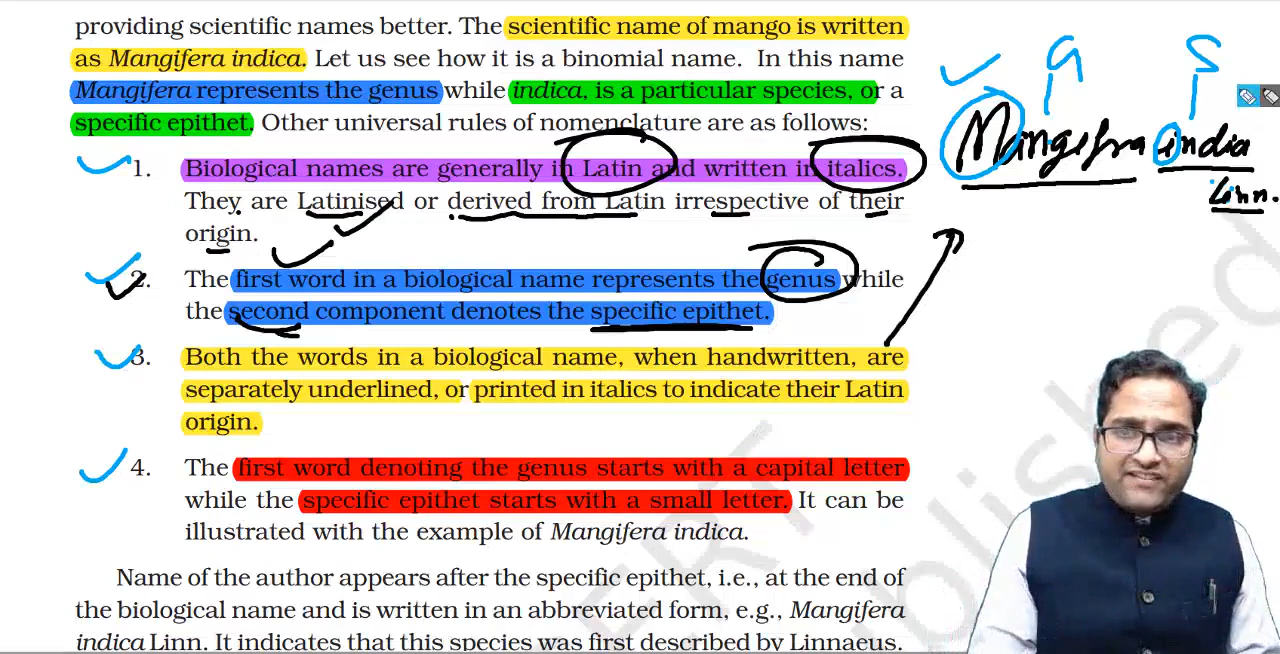 providing scientific names better. The scientific name of mango is written
as Mangifera indica. Let us see how it is a binomial name. In this name
Mangifera represents the genus while indica, is a particular species, or a
specific epithet. Other universal rules of nomenclature are as follows:
1. Biological names are generally in Latin and written in italics.
They are Latinised or derived from Latin irrespective of their
origin.
2. The first word in a biological name represents the genus while
the second component denotes the specific epithet.
3. Both the words in a biological name, when handwritten, are
separately underlined, or printed in italics to indicate their Latin
origin.
4. The first word denoting the genus starts with a capital letter
while the specific epithet starts with a small letter. It can be
illustrated with the example of Mangifera indica.
Name of the author appears after the specific epithet, i.e., at the end of
the biological name and is written in an abbreviated form, e.g., Mangifera
indica Linn. It indicates that this species was first described by Linnaeus.
G S
Mangefra india
Linn.